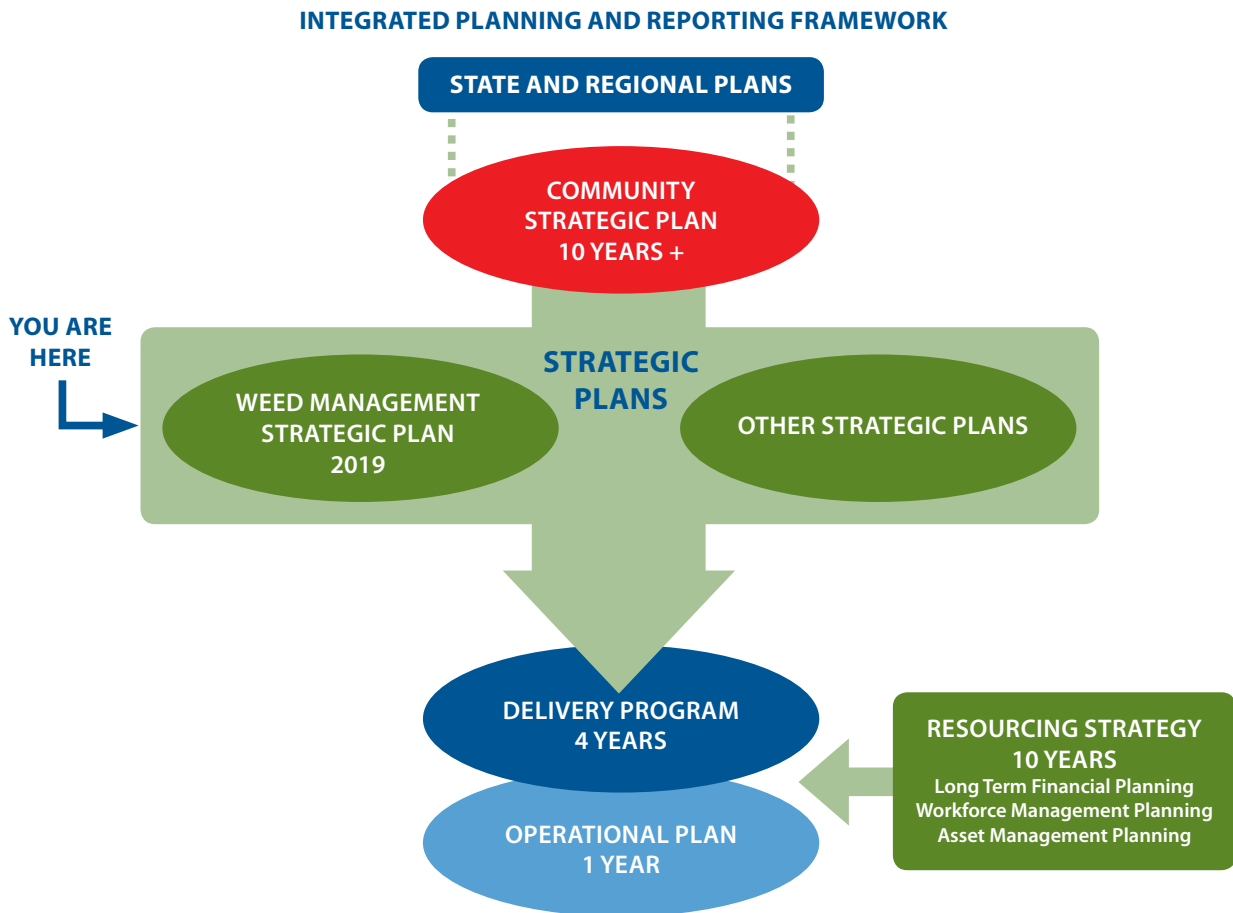 INTEGRATED PLANNING AND REPORTING FRAMEWORK
STATE AND REGIONAL PLANS
COMMUNITY
STRATEGIC PLAN
10 YEARS +
YOU ARE
HERE
STRATEGIC
PLANS
WEED MANAGEMENT
STRATEGIC PLAN
2019
OTHER STRATEGIC PLANS
DELIVERY PROGRAM
4 YEARS
OPERATIONAL PLAN
1 YEAR
RESOURCING STRATEGY
10 YEARS
Long Term Financial Planning
Workforce Management Planning
Asset Management Planning